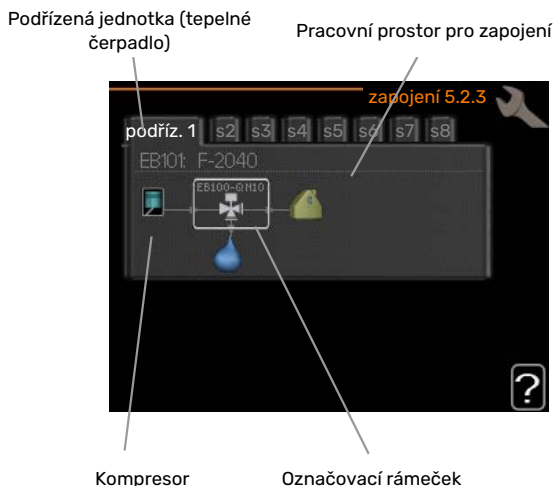 Podřízená jednotka (tepelné
čerpadlo)
Pracovní prostor pro zapojení
zapojení 5.2.3
podříz. 1 s2 s3 s4 s5 s6 s7 s8
EB101: F-2040
EB100-QN10
?
Kompresor
Označovací rámeček